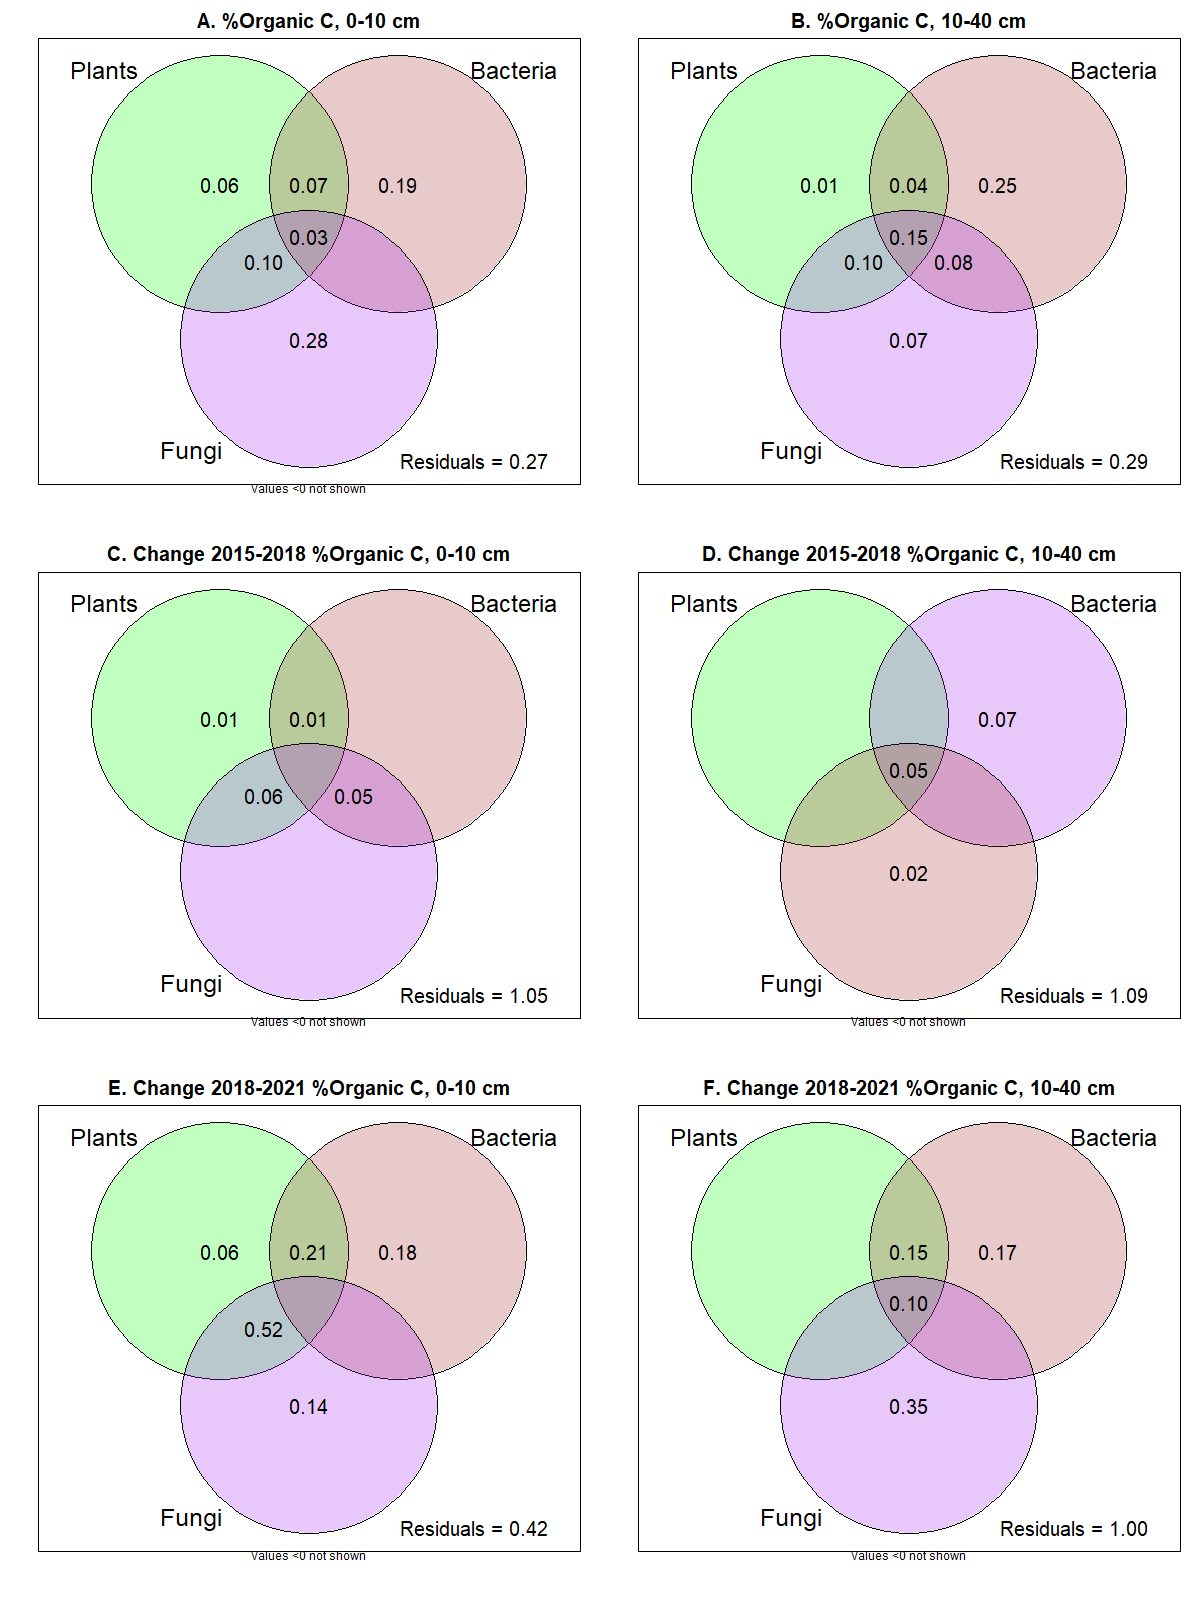 A. %Organic C, 0-10 cm
Plants
Bacteria
0.06
0.07
0.19
0.03
0.10
0.28
Fungi
Residuals = 0.27
Values <0 not shown
B. %Organic C, 10-40 cm
Plants
Bacteria
0.01
0.04
0.25
0.15
0.10
0.08
0.07
Fungi
Residuals = 0.29
C. Change 2015-2018 %Organic C, 0-10 cm
Plants
Bacteria
0.01
0.01
0.06
0.05
Fungi
Residuals = 1.05
Values <0 not shown
D. Change 2015-2018 %Organic C, 10-40 cm
Plants
Bacteria
0.07
0.05
0.02
Fungi
Residuals = 1.09
Values <0 not shown
E. Change 2018-2021 %Organic C, 0-10 cm
Plants
Bacteria
0.06
0.21
0.18
0.52
0.14
Fungi
Residuals = 0.42
Values <0 not shown
F. Change 2018-2021 %Organic C, 10-40 cm
Plants
Bacteria
0.15
0.17
0.10
0.35
Fungi
Residuals = 1.00
Values <0 not shown